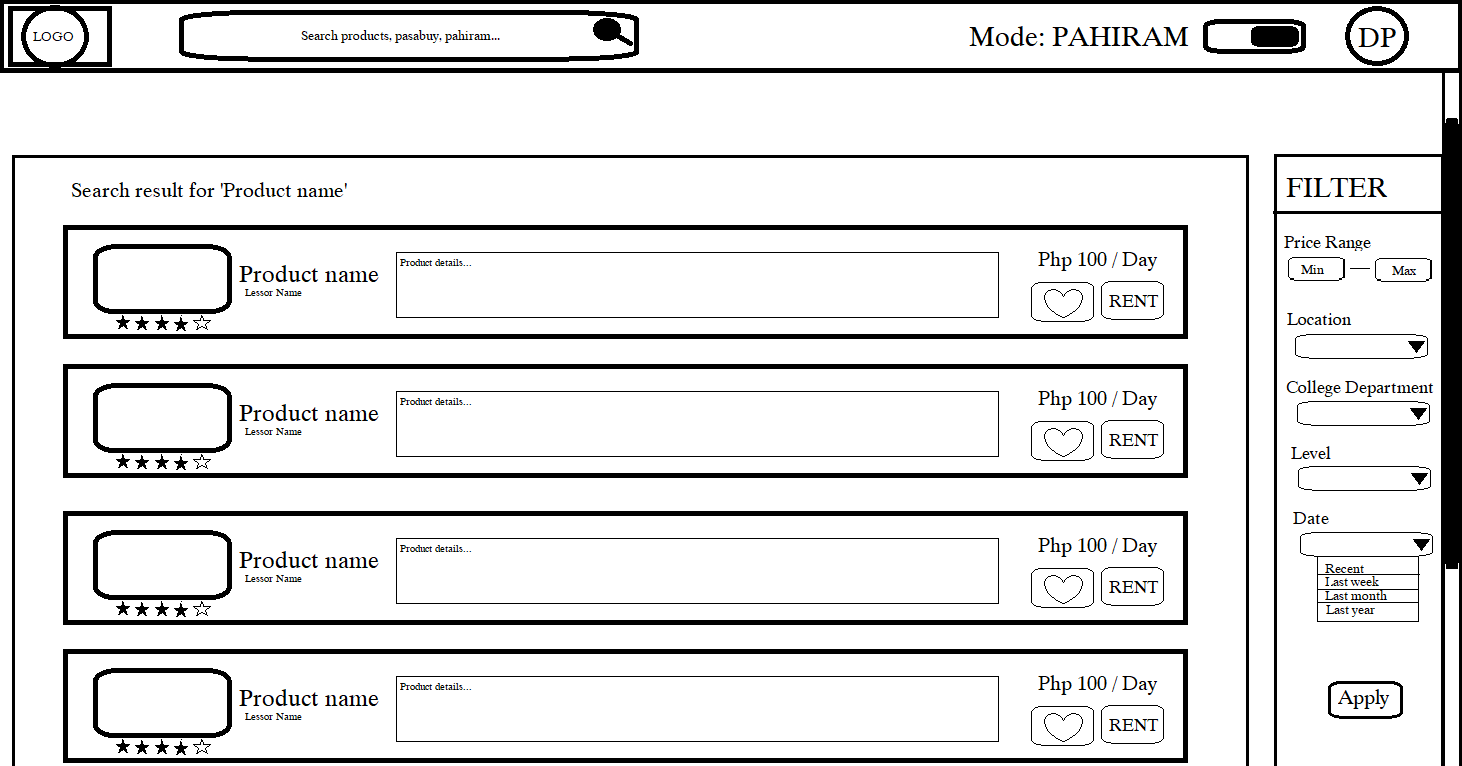 LOGO
Search products, pasabuy, pahiram...
Mode: PAHIRAM
DP
Search result for 'Product name'
Product name
Lessor Name
Product details...
Php 100 / Day
RENT
Product name
Lessor Name
Product details...
Php 100 / Day
RENT
Product name
Lessor Name
Product details...
Php 100 / Day
RENT
Product name
Lessor Name
Product details...
Php 100 / Day
RENT
FILTER
Price Range
Min — Max
Location
College Department
Level
Date
Recent
Last week
Last month
Last year
Apply